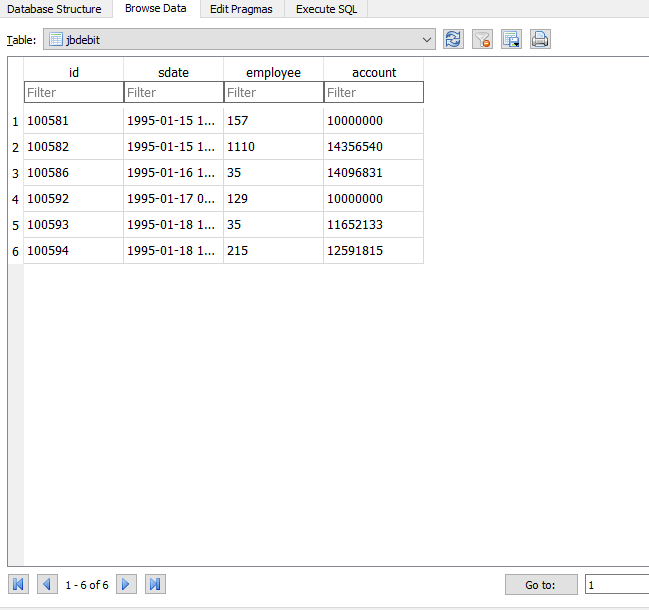 Database Structure Browse Data Edit Pragmas Execute SQL
Table: jbdebit
id sdate employee account
Filter Filter Filter Filter
1 100581 1995-01-15 1... 157 10000000
2 100582 1995-01-15 1... 1110 14356540
3 100586 1995-01-16 1... 35 14096831
4 100592 1995-01-17 0... 129 10000000
5 100593 1995-01-18 1... 35 11652133
6 100594 1995-01-18 1... 215 12591815
1 - 6 of 6 Go to: 1